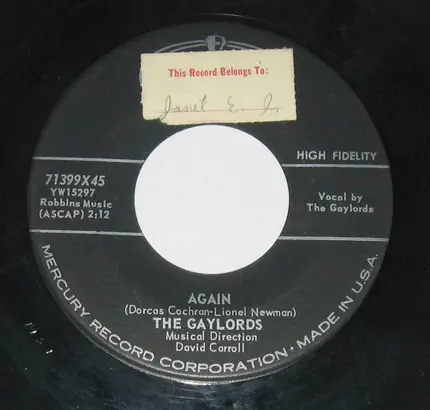 This Record Belongs To:
Janet E. J.
HIGH FIDELITY
71399X45
YW15297
Robbins Music
(ASCAP) 2:12
Vocal by
The Gaylords
AGAIN
(Dorcas Cochran-Lionel Newman)
THE GAYLORDS
Musical Direction
David Carroll
MERCURY RECORD CORPORATION • MADE IN U.S.A.